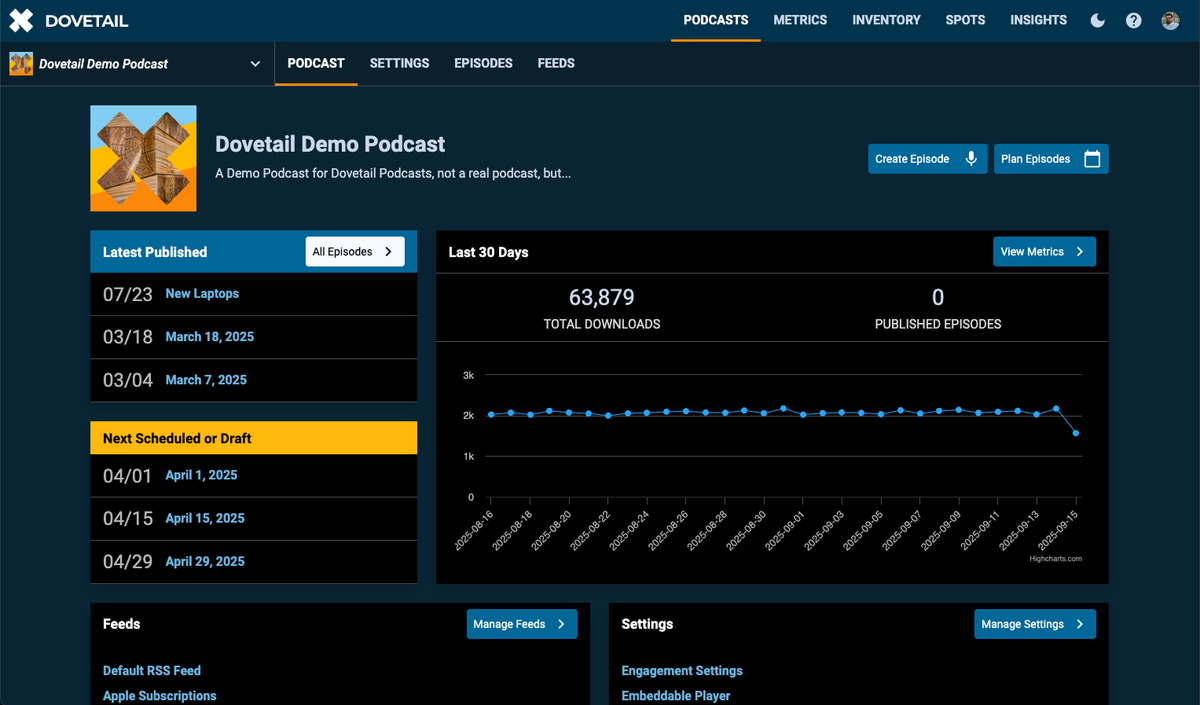 DOVETAIL
PODCASTS METRICS INVENTORY SPOTS INSIGHTS ?
Dovetail Demo Podcast
PODCAST SETTINGS EPISODES FEEDS
Dovetail Demo Podcast
A Demo Podcast for Dovetail Podcasts, not a real podcast, but...
Create Episode
Plan Episodes
Latest Published
All Episodes
07/23 New Laptops
03/18 March 18, 2025
03/04 March 7, 2025
Next Scheduled or Draft
04/01 April 1, 2025
04/15 April 15, 2025
04/29 April 29, 2025
Last 30 Days
View Metrics
63,879
TOTAL DOWNLOADS
0
PUBLISHED EPISODES
3k
2k
1k
0
2025-08-16
2025-08-18
2025-08-20
2025-08-22
2025-08-24
2025-08-26
2025-08-28
2025-08-30
2025-09-01
2025-09-03
2025-09-05
2025-09-07
2025-09-09
2025-09-11
2025-09-13
2025-09-15
Highcharts.com
Feeds
Manage Feeds
Default RSS Feed
Apple Subscriptions
Settings
Manage Settings
Engagement Settings
Embeddable Player